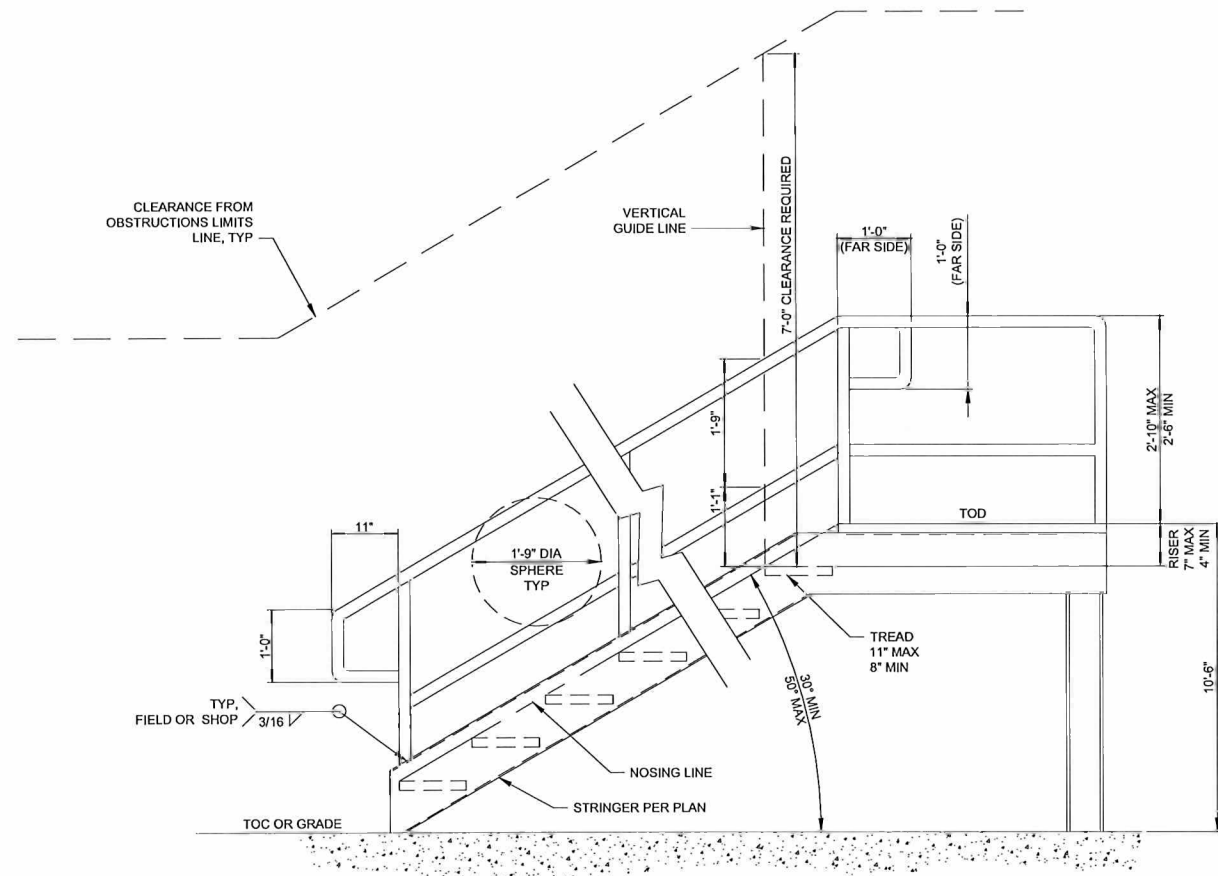 CLEARANCE FROM
OBSTRUCTIONS LIMITS
LINE, TYP
VERTICAL
GUIDE LINE
7'-0" CLEARANCE REQUIRED
1'-0"
(FAR SIDE)
1'-0"
(FAR SIDE)
1'-9"
1'-1"
2'-10" MAX
2'-6" MIN
TOD
RISER
7" MAX
4" MIN
11"
1'-9" DIA
SPHERE
TYP
1'-0"
TREAD
11" MAX
8" MIN
30° MIN
50° MAX
10'-6"
TYP,
FIELD OR SHOP
3/16
NOSING LINE
STRINGER PER PLAN
TOC OR GRADE